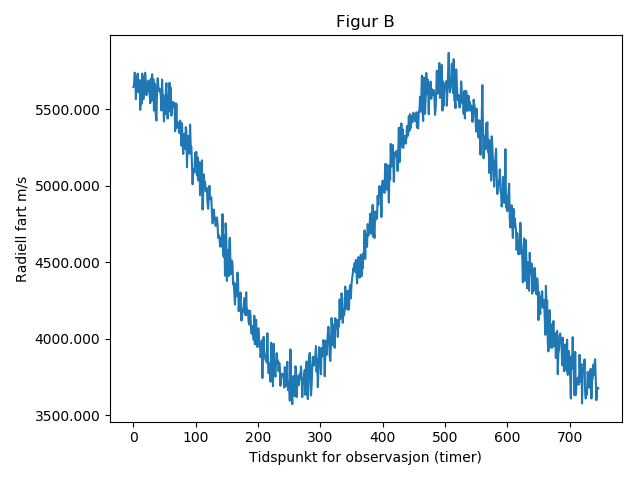 Figur B
Radiell fart m/s
5500.000
5000.000
4500.000
4000.000
3500.000
0 100 200 300 400 500 600 700
Tidspunkt for observasjon (timer)